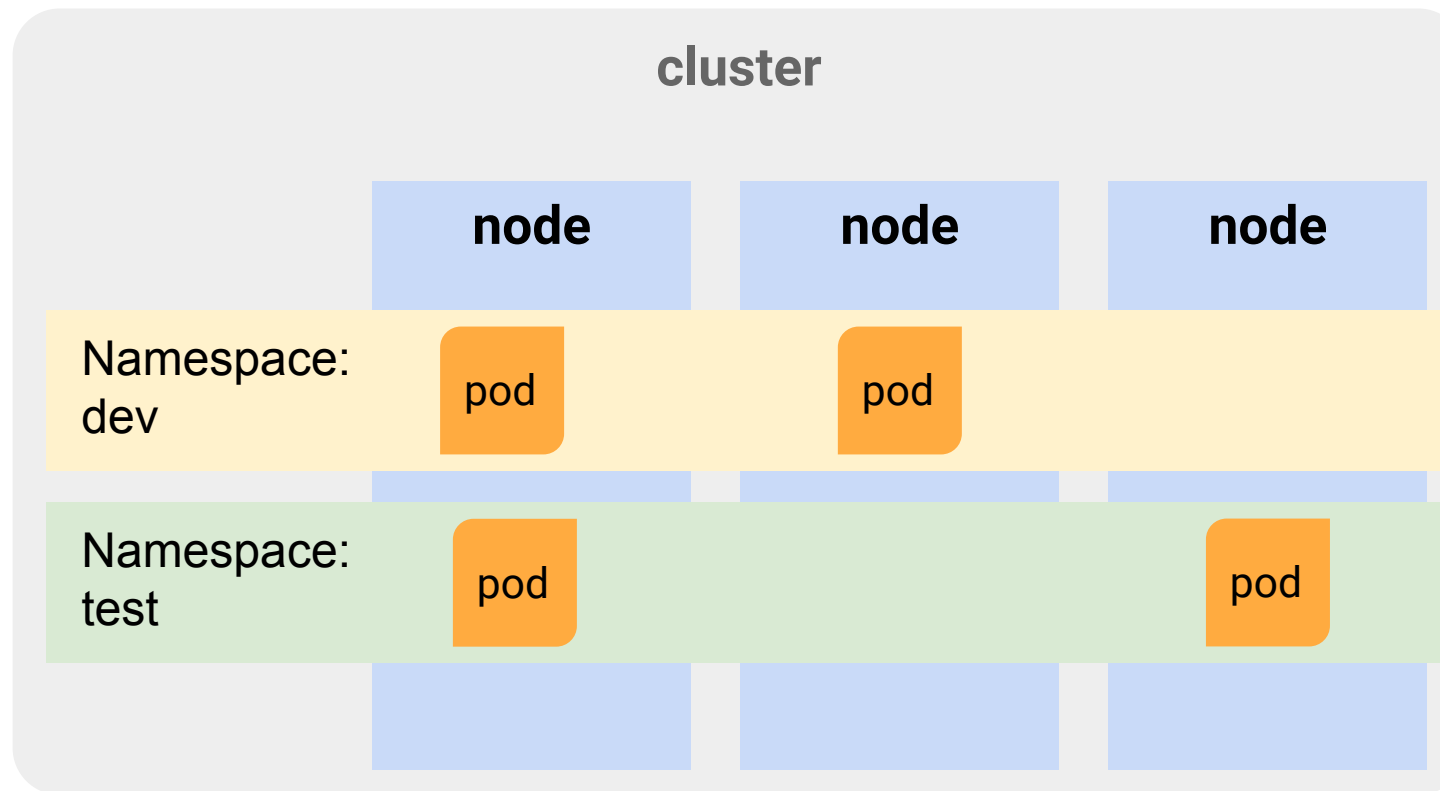 cluster
node
node
node
Namespace:
dev
pod
pod
Namespace:
test
pod
pod